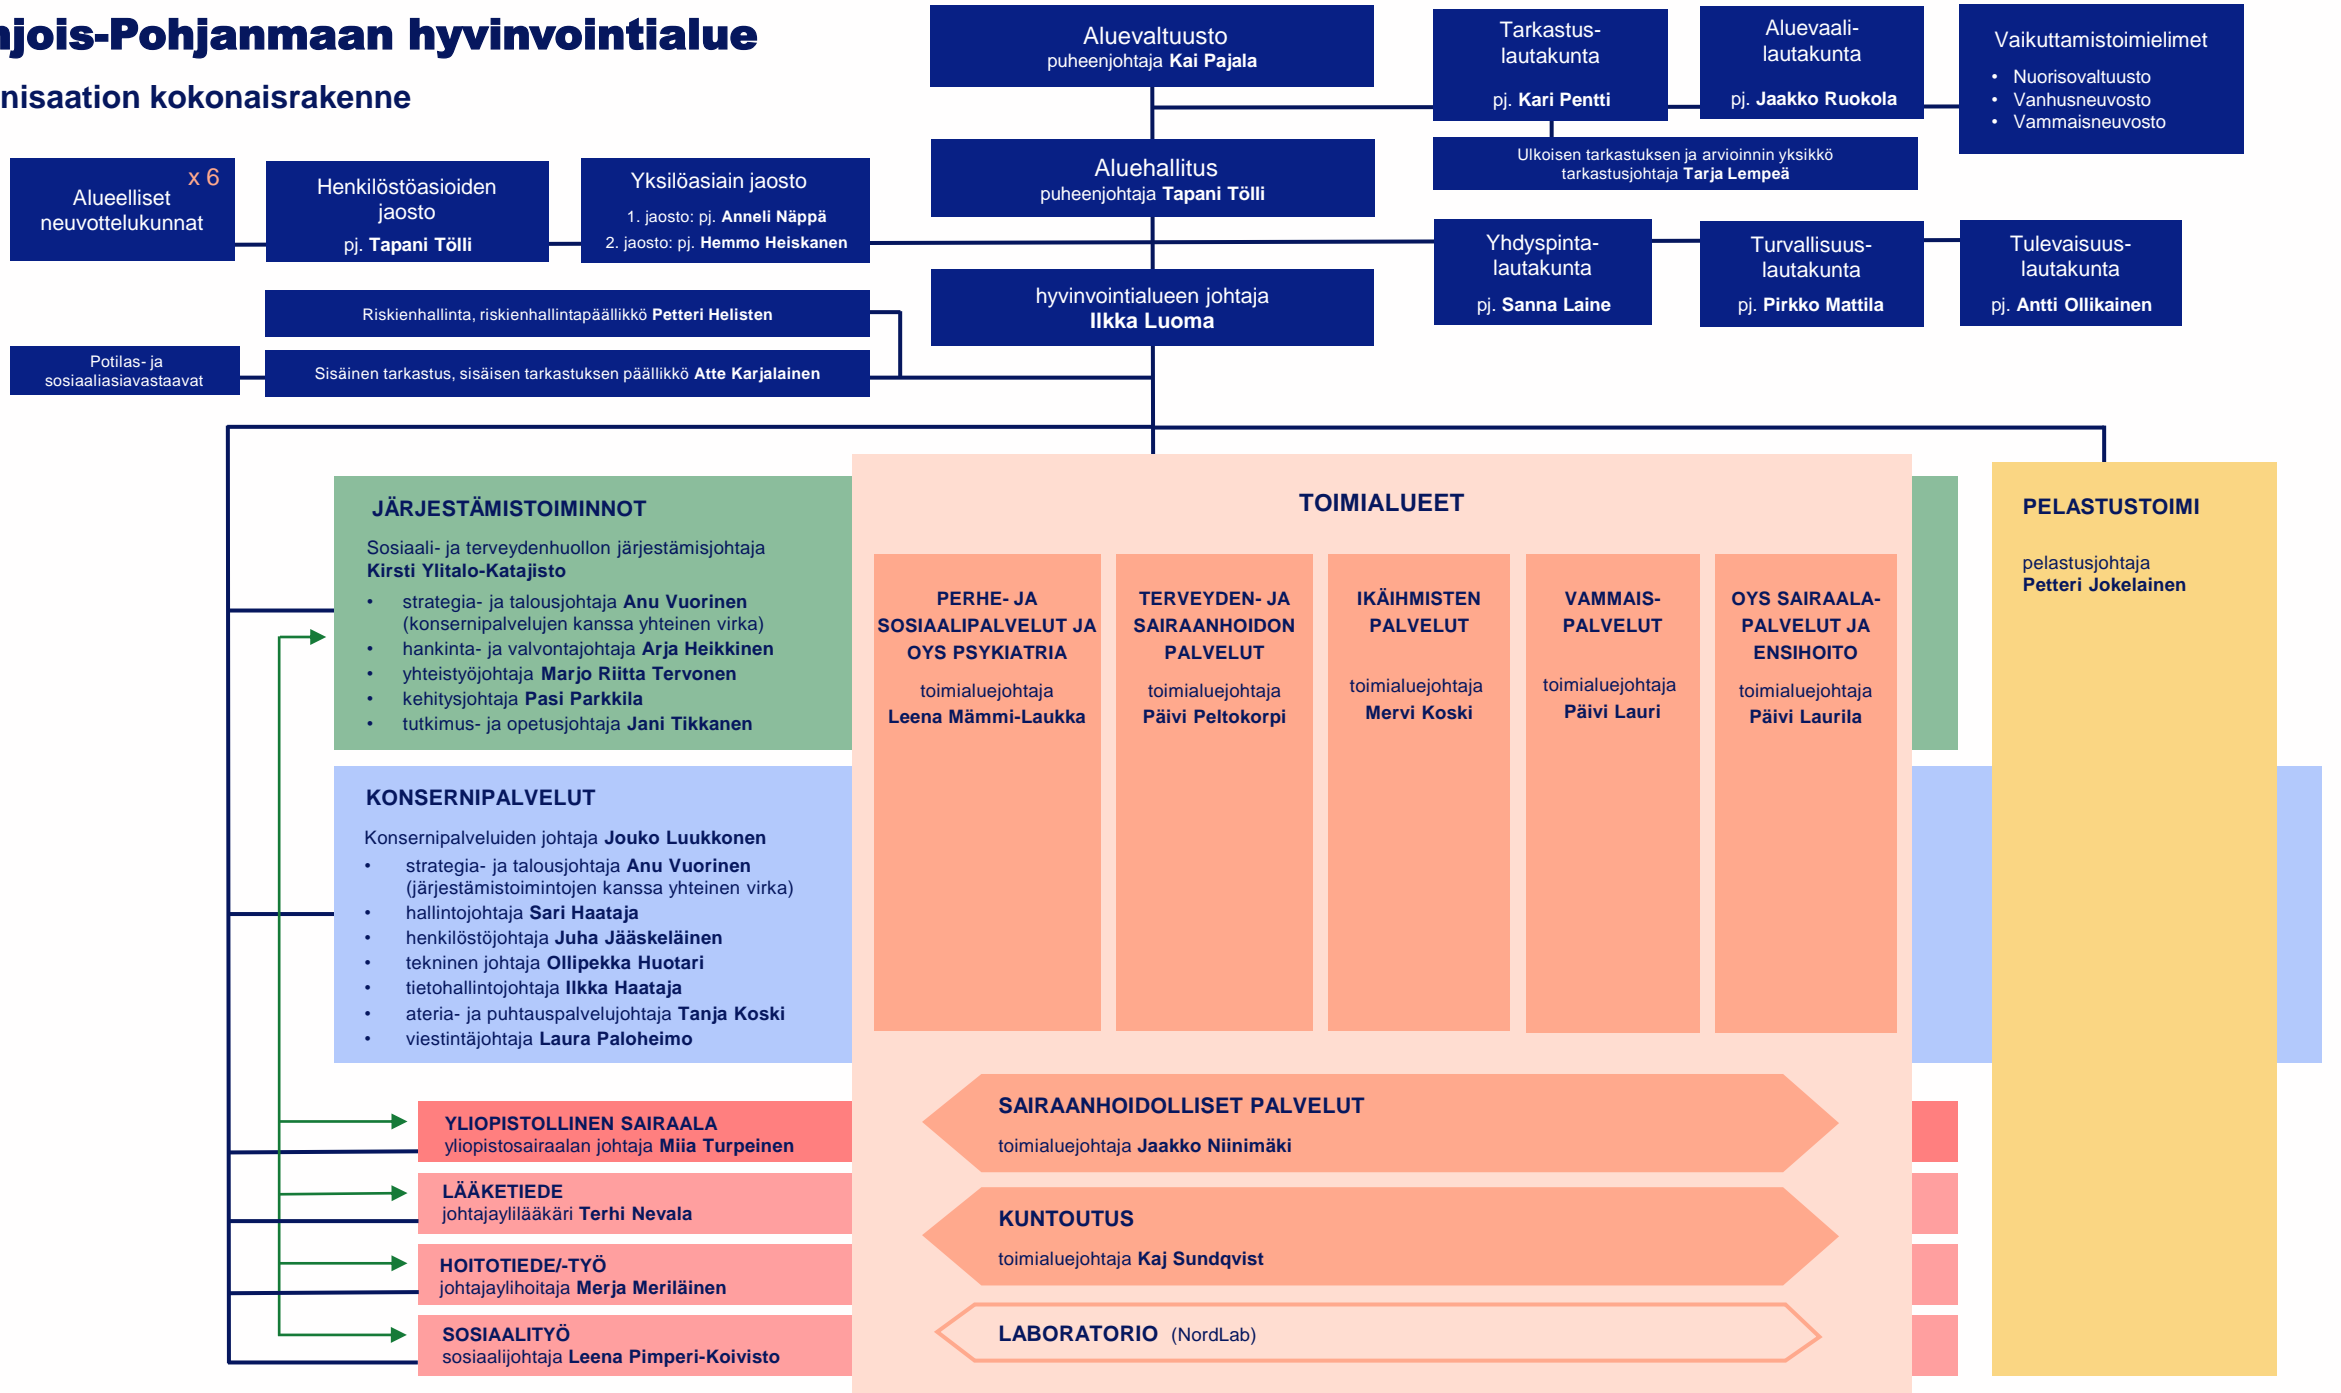 njois-Pohjanmaan hyvinvointialue
nisaation kokonaisrakenne
Aluevaltuusto
puheenjohtaja Kai Pajala
Tarkastus-
lautakunta
pj. Kari Pentti
Aluevaali-
lautakunta
pj. Jaakko Ruokola
Vaikuttamistoimielimet
• Nuorisovaltuusto
• Vanhusneuvosto
• Vammaisneuvosto
Ulkoisen tarkastuksen ja arvioinnin yksikkö
tarkastusjohtaja Tarja Lempeä
Aluehallitus
puheenjohtaja Tapani Tölli
x 6
Alueelliset
neuvottelukunnat
Henkilöstöasioiden
jaosto
pj. Tapani Tölli
Yksilöasiain jaosto
1. jaosto: pj. Anneli Näppä
2. jaosto: pj. Hemmo Heiskanen
Yhdyspinta-
lautakunta
pj. Sanna Laine
Turvallisuus-
lautakunta
pj. Pirkko Mattila
Tulevaisuus-
lautakunta
pj. Antti Ollikainen
hyvinvointialueen johtaja
Ilkka Luoma
Riskienhallinta, riskienhallintapäällikkö Petteri Helisten
Potilas- ja
sosiaaliasiavastaavat
Sisäinen tarkastus, sisäisen tarkastuksen päällikkö Atte Karjalainen
JÄRJESTÄMISTOIMINNOT
Sosiaali- ja terveydenhuollon järjestämisjohtaja
Kirsti Ylitalo-Katajisto
• strategia- ja talousjohtaja Anu Vuorinen
(konsernipalvelujen kanssa yhteinen virka)
• hankinta- ja valvontajohtaja Arja Heikkinen
• yhteistyöjohtaja Marjo Riitta Tervonen
• kehitysjohtaja Pasi Parkkila
• tutkimus- ja opetusjohtaja Jani Tikkanen
KONSERNIPALVELUT
Konsernipalveluiden johtaja Jouko Luukkonen
• strategia- ja talousjohtaja Anu Vuorinen
(järjestämistoimintojen kanssa yhteinen virka)
• hallintojohtaja Sari Haataja
• henkilöstöjohtaja Juha Jääskeläinen
• tekninen johtaja Ollipekka Huotari
• tietohallintojohtaja Ilkka Haataja
• ateria- ja puhtauspalvelujohtaja Tanja Koski
• viestintäjohtaja Laura Paloheimo
YLIOPISTOLLINEN SAIRAALA
yliopistosairaalan johtaja Miia Turpeinen
LÄÄKETIEDE
johtajaylilääkäri Terhi Nevala
HOITOTIEDE/-TYÖ
johtajaylihoitaja Merja Meriläinen
SOSIAALITYÖ
sosiaalijohtaja Leena Pimperi-Koivisto
TOIMIALUEET
PERHE- JA
SOSIAALIPALVELUT JA
OYS PSYKIATRIA
toimialuejohtaja
Leena Mämmi-Laukka
TERVEYDEN- JA
SAIRAANHOIDON
PALVELUT
toimialuejohtaja
Päivi Peltokorpi
IKÄIHMISTEN
PALVELUT
toimialuejohtaja
Mervi Koski
VAMMAIS-
PALVELUT
toimialuejohtaja
Päivi Lauri
OYS SAIRAALA-
PALVELUT JA
ENSIHOITO
toimialuejohtaja
Päivi Laurila
SAIRAANHOIDOLLISET PALVELUT
toimialuejohtaja Jaakko Niinimäki
KUNTOUTUS
toimialuejohtaja Kaj Sundqvist
LABORATORIO (NordLab)
PELASTUSTOIMI
pelastusjohtaja
Petteri Jokelainen